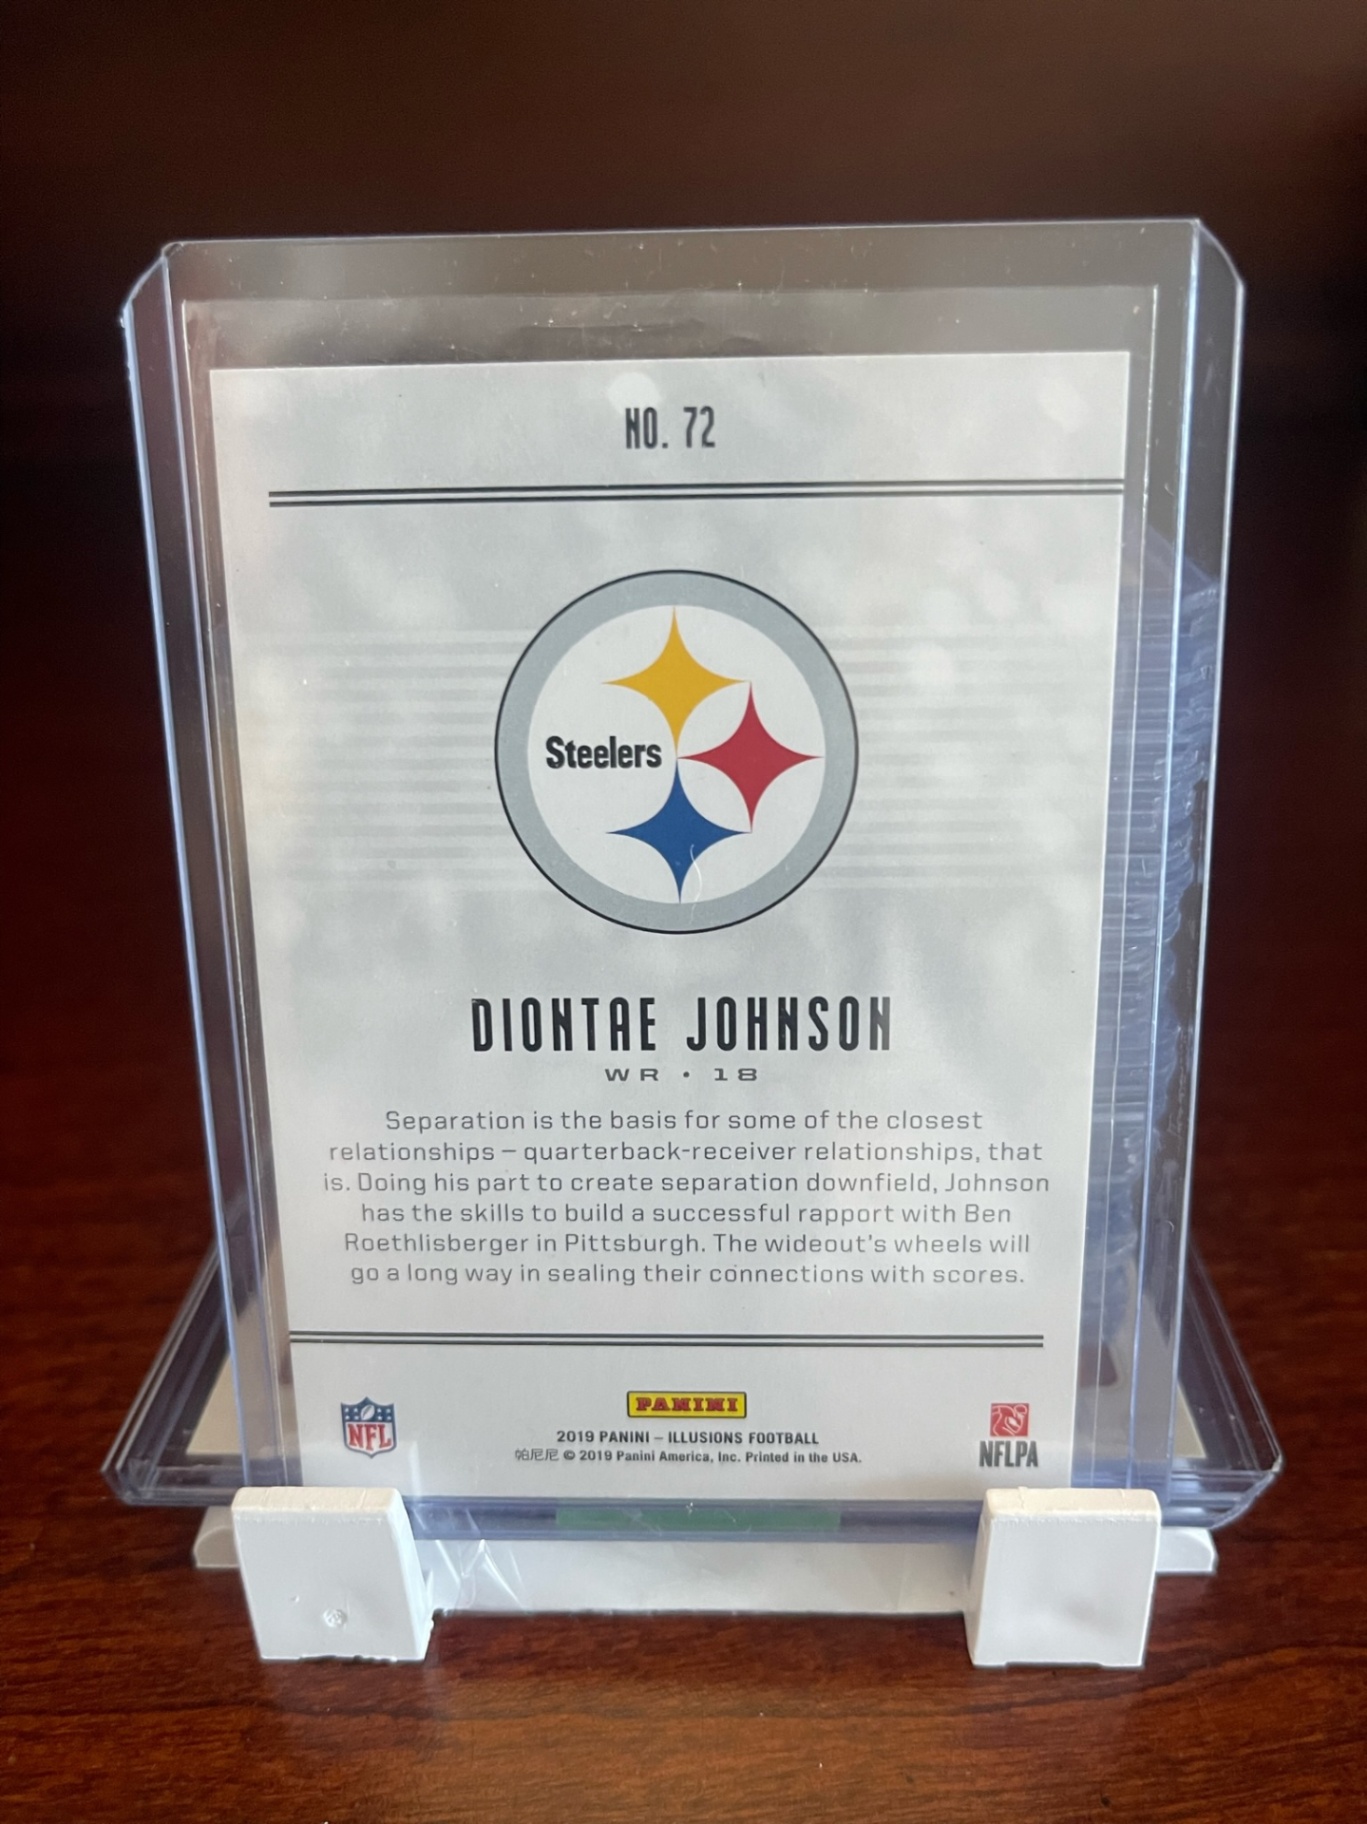 NO. 72
Steelers
DIONTAE JOHNSON
WR • 18
Separation is the basis for some of the closest
relationships – quarterback-receiver relationships, that
is. Doing his part to create separation downfield, Johnson
has the skills to build a successful rapport with Ben
Roethlisberger in Pittsburgh. The wideout's wheels will
go a long way in sealing their connections with scores.
NFL
PANINI
2019 PANINI – ILLUSIONS FOOTBALL
帕尼尼 © 2019 Panini America, Inc. Printed in the USA.
NFLPA